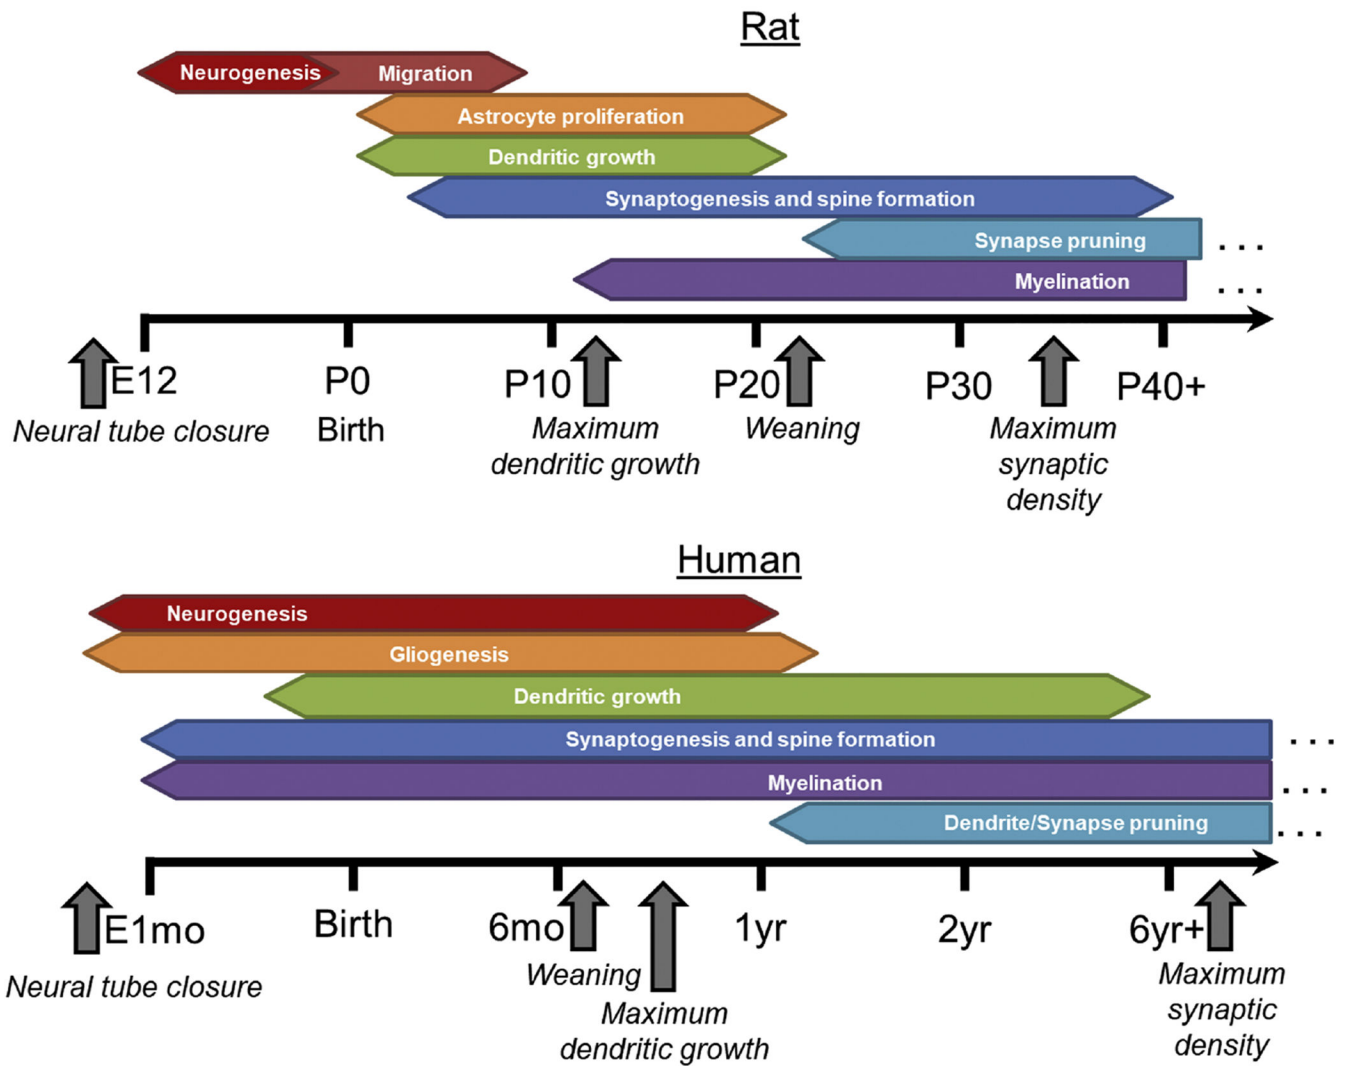 Rat
Neurogenesis Migration
Astrocyte proliferation
Dendritic growth
Synaptogenesis and spine formation
Synapse pruning ...
Myelination ...
E12 P0 P10 P20 P30 P40+
Neural tube closure Birth Maximum Weaning Maximum
dendritic growth synaptic
density
Human
Neurogenesis
Gliogenesis
Dendritic growth
Synaptogenesis and spine formation ...
Myelination ...
Dendrite/Synapse pruning ...
E1mo Birth 6mo 1yr 2yr 6yr+
Neural tube closure Weaning Maximum
Maximum synaptic
dendritic growth density